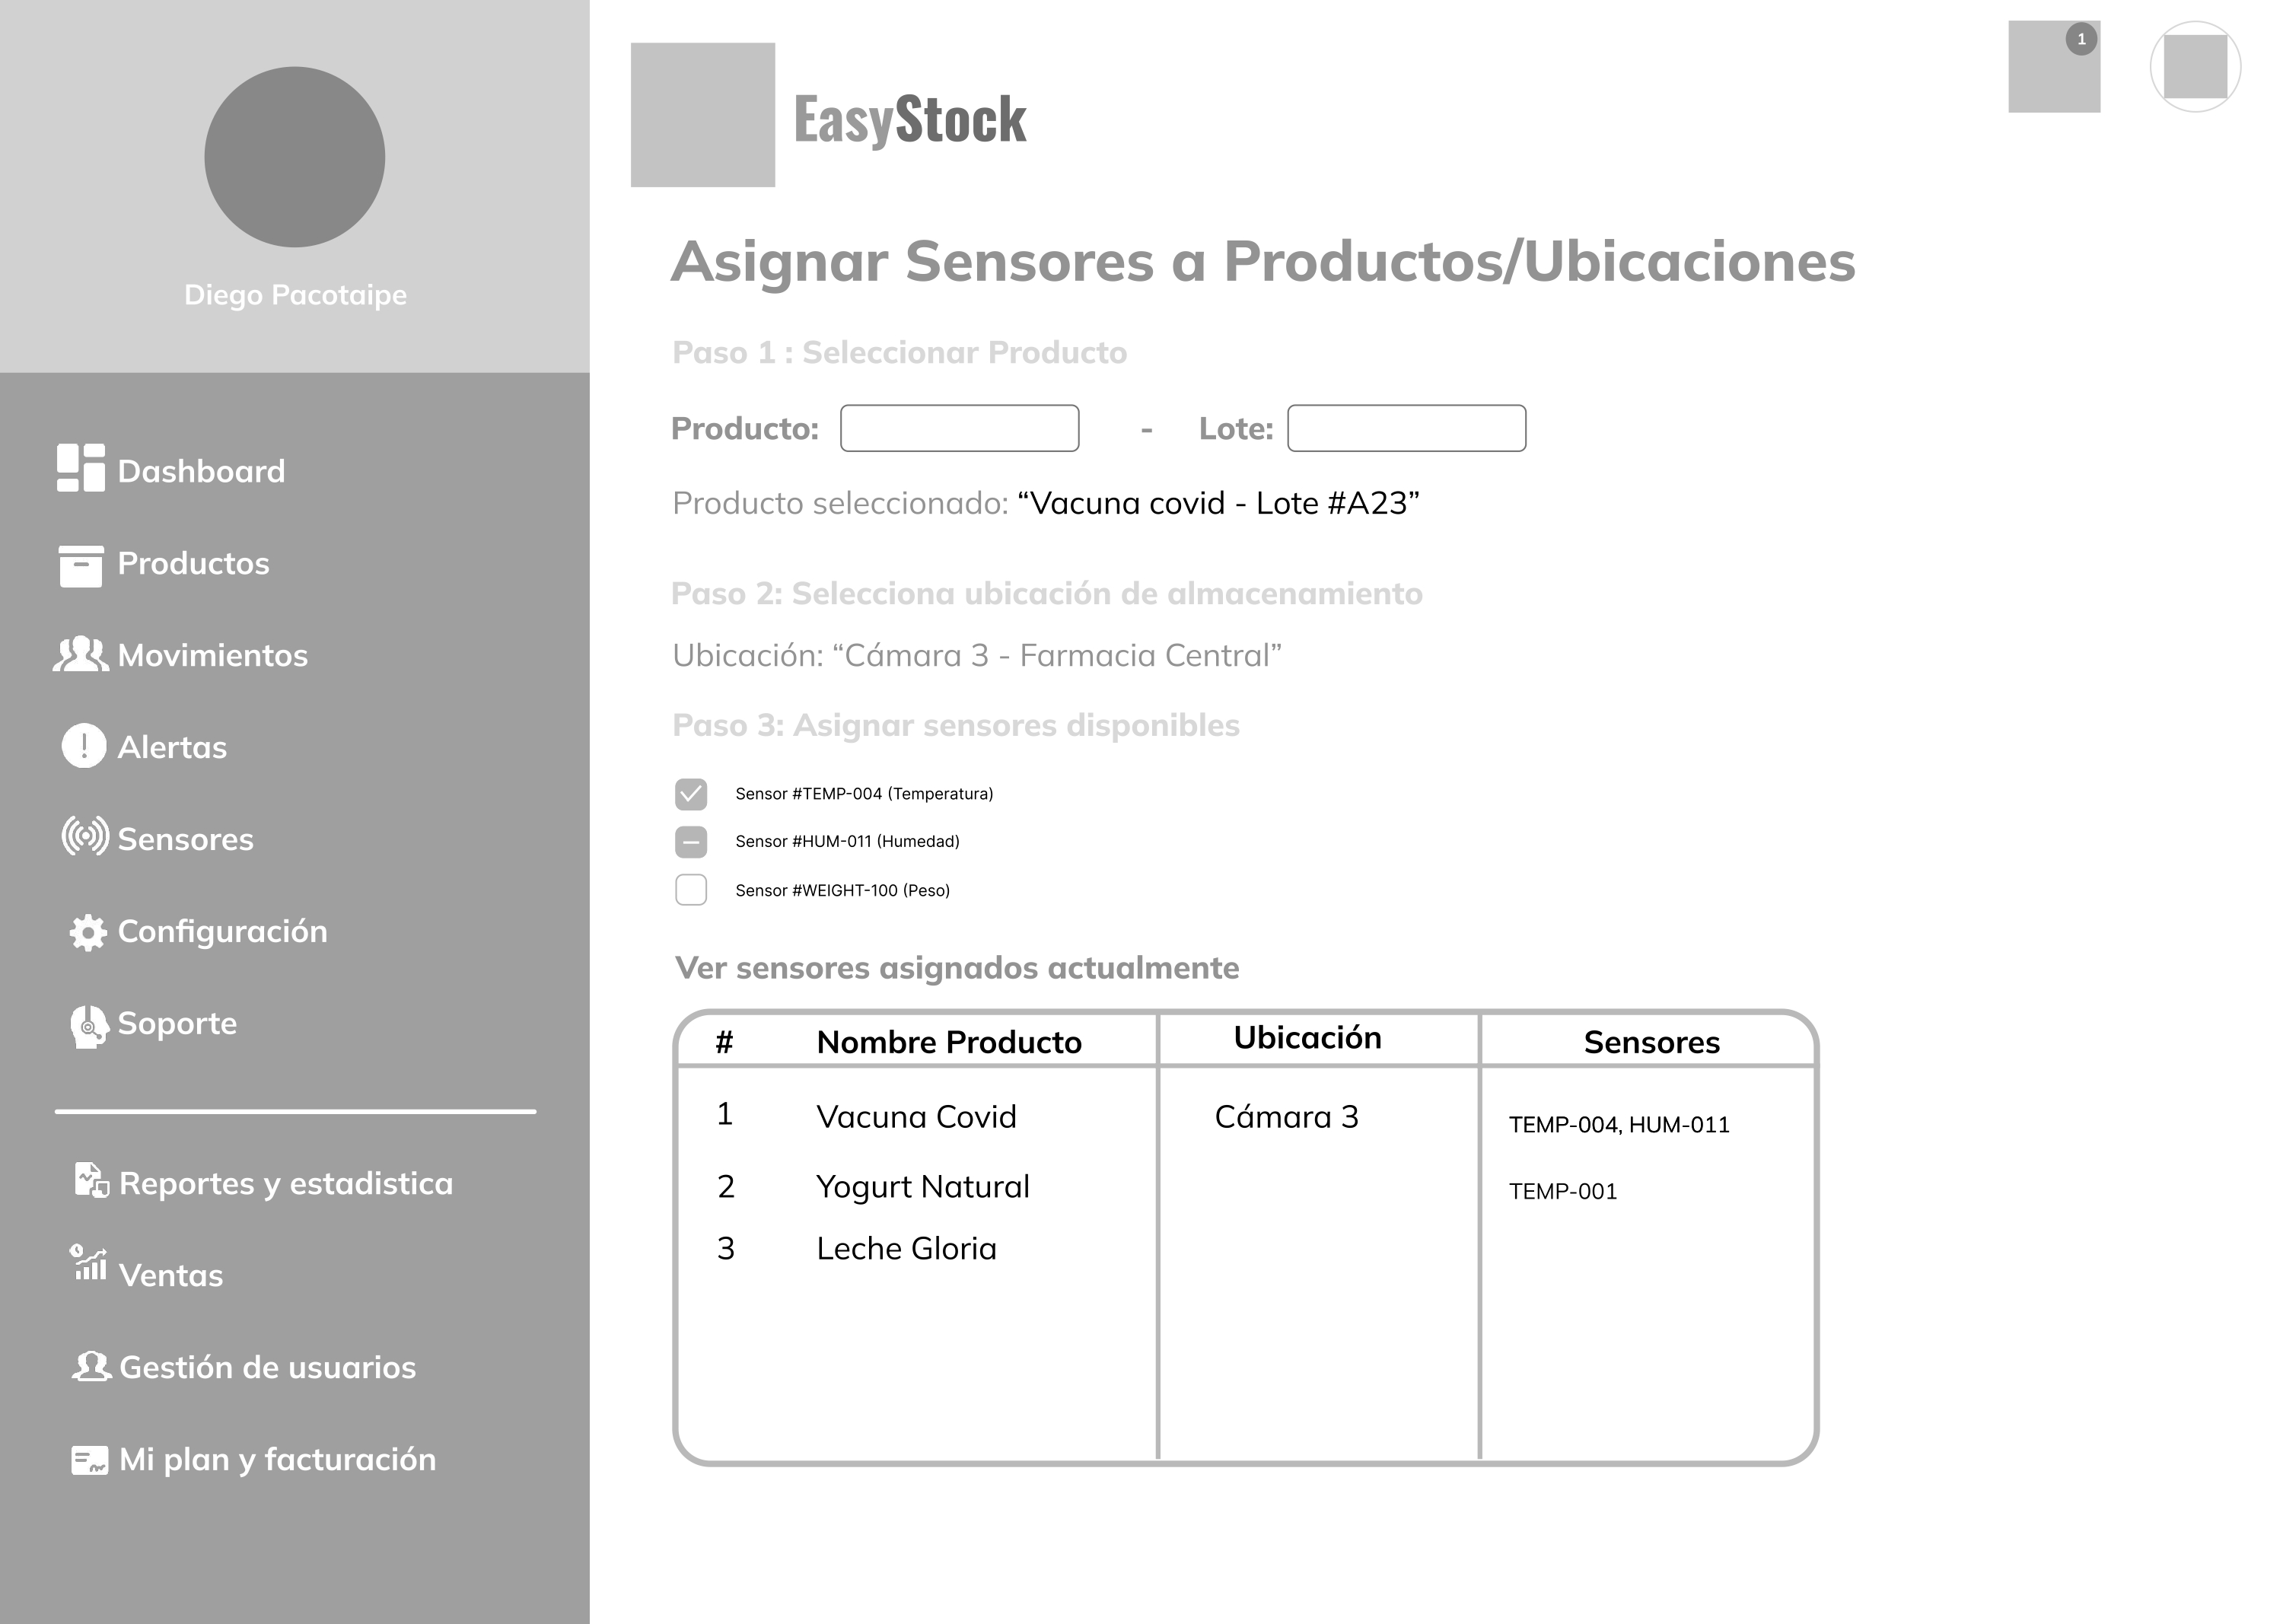 Diego Pacotaipe
Dashboard
Productos
Movimientos
Alertas
Sensores
Configuración
Soporte
Reportes y estadistica
Ventas
Gestión de usuarios
Mi plan y facturación
EasyStock
1
Asignar Sensores a Productos/Ubicaciones
Paso 1 : Seleccionar Producto
Producto: - Lote:
Producto seleccionado: “Vacuna covid - Lote #A23”
Paso 2: Selecciona ubicación de almacenamiento
Ubicación: “Cámara 3 - Farmacia Central”
Paso 3: Asignar sensores disponibles
Sensor #TEMP-004 (Temperatura)
Sensor #HUM-011 (Humedad)
Sensor #WEIGHT-100 (Peso)
Ver sensores asignados actualmente
# Nombre Producto Ubicación Sensores
1 Vacuna Covid Cámara 3 TEMP-004, HUM-011
2 Yogurt Natural TEMP-001
3 Leche Gloria